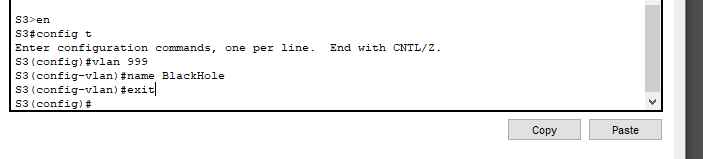 S3>en
S3#config t
Enter configuration commands, one per line.  End with CNTL/Z.
S3(config)#vlan 999
S3(config-vlan)#name BlackHole
S3(config-vlan)#exit
S3(config)#
Copy
Paste